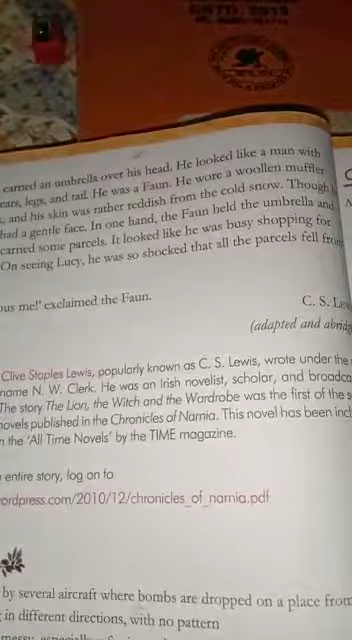 ESTD. 2013
carried an umbrella over his head. He looked like a man with
ears, legs, and tail. He was a Faun. He wore a woollen muffler
, and his skin was rather reddish from the cold snow. Though
had a gentle face. In one hand, the Faun held the umbrella and
carried some parcels. It looked like he was busy shopping for
On seeing Lucy, he was so shocked that all the parcels fell from
ous me!' exclaimed the Faun.
C. S. Lew
(adapted and abridg
Clive Staples Lewis, popularly known as C. S. Lewis, wrote under the
name N. W. Clerk. He was an Irish novelist, scholar, and broadca
The story The Lion, the Witch and the Wardrobe was the first of the s
novels published in the Chronicles of Narnia. This novel has been incl
n the 'All Time Novels' by the TIME magazine.
entire story, log on to
wordpress.com/2010/12/chronicles_of_narnia.pdf
by several aircraft where bombs are dropped on a place from
in different directions, with no pattern